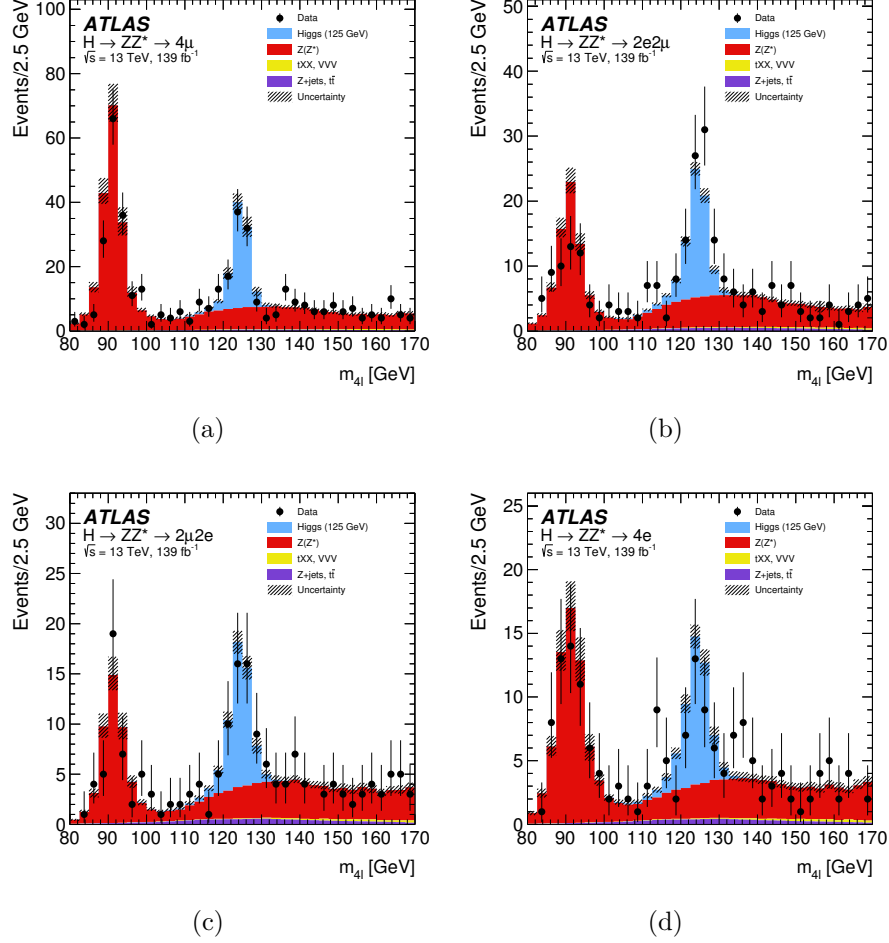 Events/2.5 GeV
100
80
60
40
20
0
ATLAS
H → ZZ* → 4μ
√s = 13 TeV, 139 fb⁻¹
Data
Higgs (125 GeV)
Z(Z*)
tXX, VVV
Z+jets, tt̄
Uncertainty
80 90 100 110 120 130 140 150 160 170
m4l [GeV]
(a)
Events/2.5 GeV
50
40
30
20
10
0
ATLAS
H → ZZ* → 2e2μ
√s = 13 TeV, 139 fb⁻¹
Data
Higgs (125 GeV)
Z(Z*)
tXX, VVV
Z+jets, tt̄
Uncertainty
80 90 100 110 120 130 140 150 160 170
m4l [GeV]
(b)
Events/2.5 GeV
30
25
20
15
10
5
0
ATLAS
H → ZZ* → 2μ2e
√s = 13 TeV, 139 fb⁻¹
Data
Higgs (125 GeV)
Z(Z*)
tXX, VVV
Z+jets, tt̄
Uncertainty
80 90 100 110 120 130 140 150 160 170
m4l [GeV]
(c)
Events/2.5 GeV
25
20
15
10
5
0
ATLAS
H → ZZ* → 4e
√s = 13 TeV, 139 fb⁻¹
Data
Higgs (125 GeV)
Z(Z*)
tXX, VVV
Z+jets, tt̄
Uncertainty
80 90 100 110 120 130 140 150 160 170
m4l [GeV]
(d)